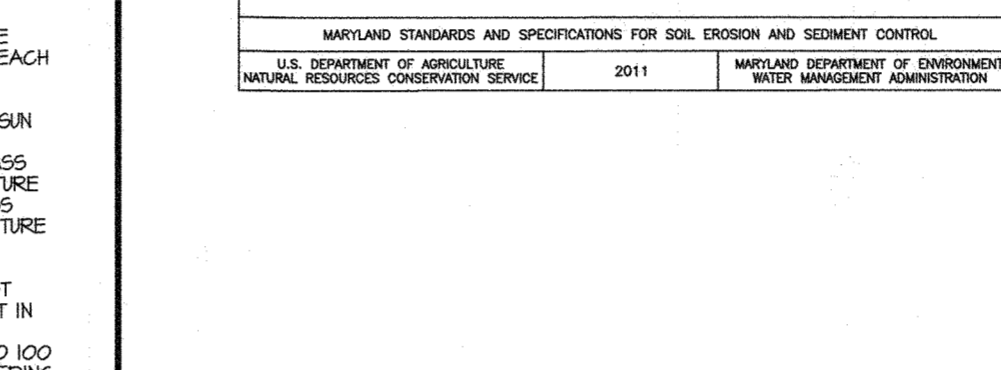 E
EACH
SUN
ASS
TURE
S
TURE
T
T IN
O 100
MARYLAND STANDARDS AND SPECIFICATIONS FOR SOIL EROSION AND SEDIMENT CONTROL
U.S. DEPARTMENT OF AGRICULTURE
NATURAL RESOURCES CONSERVATION SERVICE
2011
MARYLAND DEPARTMENT OF ENVIRONMENT
WATER MANAGEMENT ADMINISTRATION